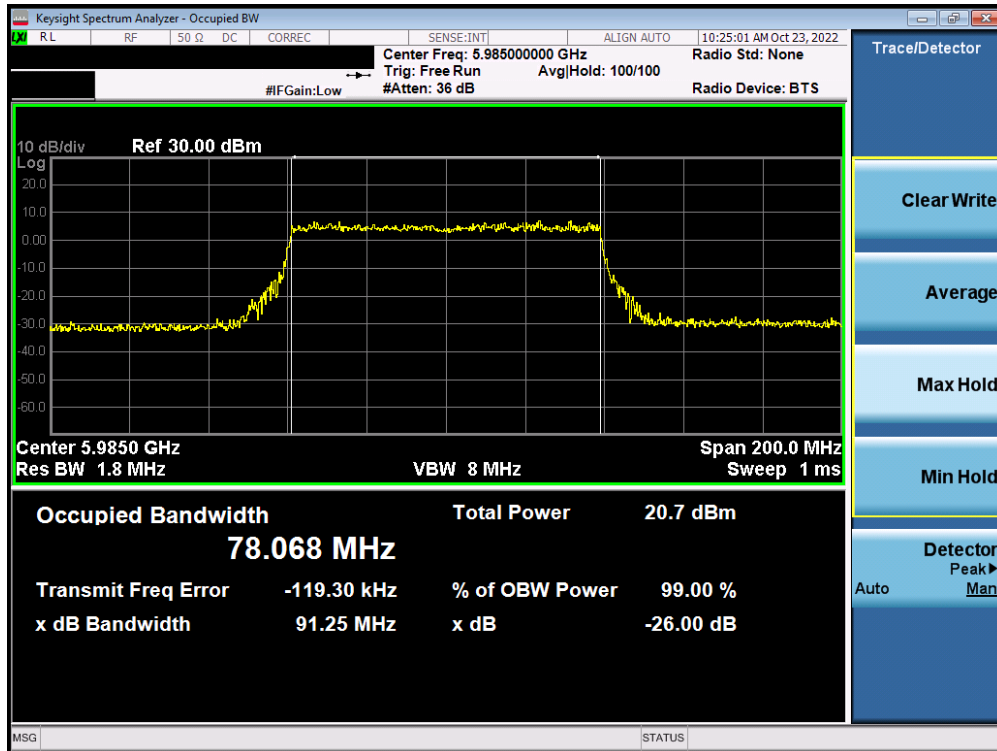 Keysight Spectrum Analyzer - Occupied BW
LXI RL RF 50 Ω DC CORREC SENSE:INT ALIGN AUTO 10:25:01 AM Oct 23, 2022
Center Freq: 5.985000000 GHz Radio Std: None
Trig: Free Run Avg|Hold: 100/100
#IFGain:Low #Atten: 36 dB Radio Device: BTS
10 dB/div Ref 30.00 dBm
Log
20.0
10.0
0.00
-10.0
-20.0
-30.0
-40.0
-50.0
-60.0
Center 5.9850 GHz Span 200.0 MHz
Res BW 1.8 MHz VBW 8 MHz Sweep 1 ms
Occupied Bandwidth Total Power 20.7 dBm
78.068 MHz
Transmit Freq Error -119.30 kHz % of OBW Power 99.00 %
x dB Bandwidth 91.25 MHz x dB -26.00 dB
MSG STATUS
Trace/Detector
Clear Write
Average
Max Hold
Min Hold
Detector
Peak▶
Auto Man